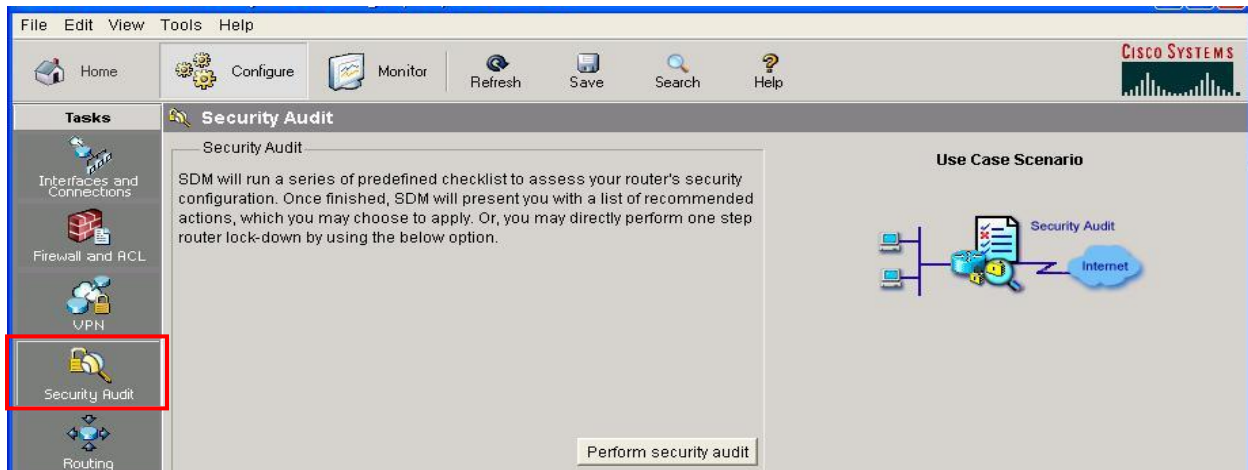 File Edit View Tools Help
Home
Configure
Monitor
Refresh
Save
Search
Help
CISCO SYSTEMS
Tasks
Security Audit
Interfaces and
Connections
Firewall and ACL
VPN
Security Audit
Routing
Security Audit
SDM will run a series of predefined checklist to assess your router's security
configuration. Once finished, SDM will present you with a list of recommended
actions, which you may choose to apply. Or, you may directly perform one step
router lock-down by using the below option.
Perform security audit
Use Case Scenario
Security Audit
Internet